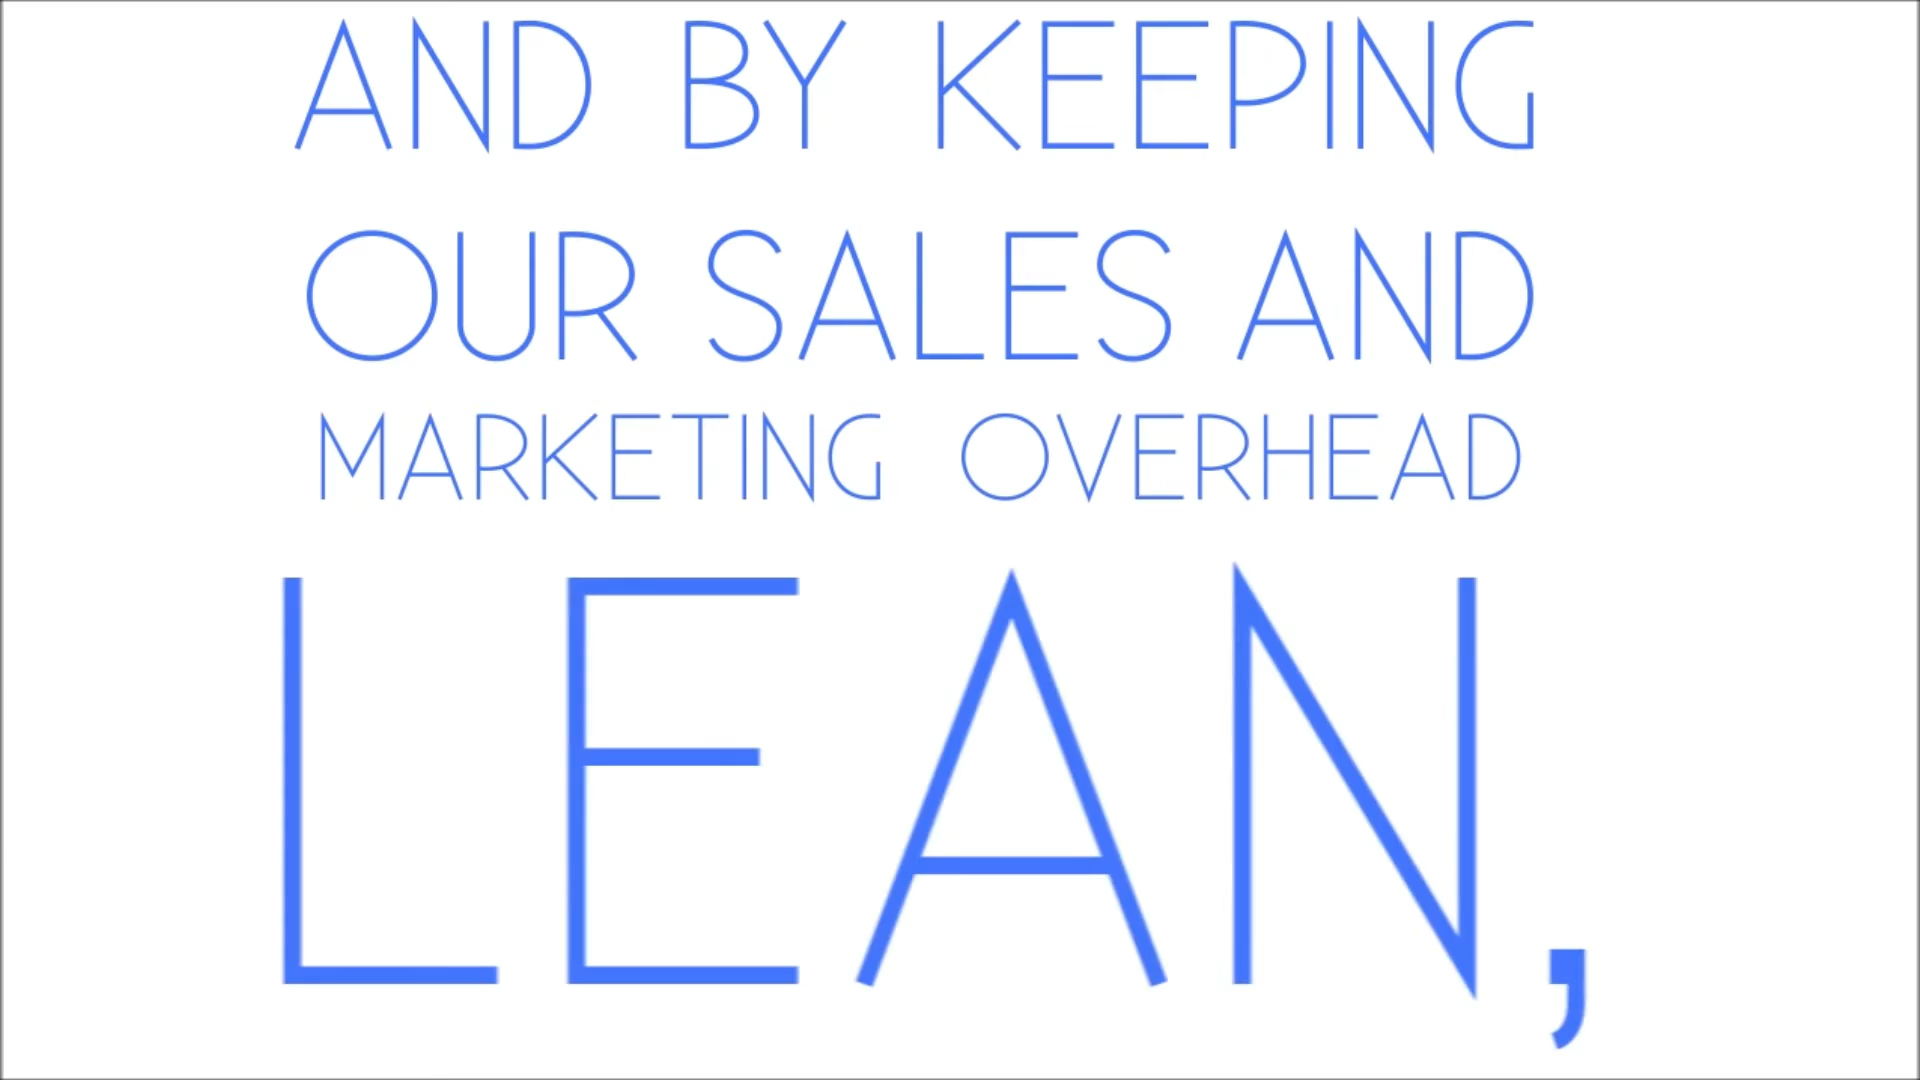 AND BY KEEPING
OUR SALES AND
MARKETING OVERHEAD
LEAN,